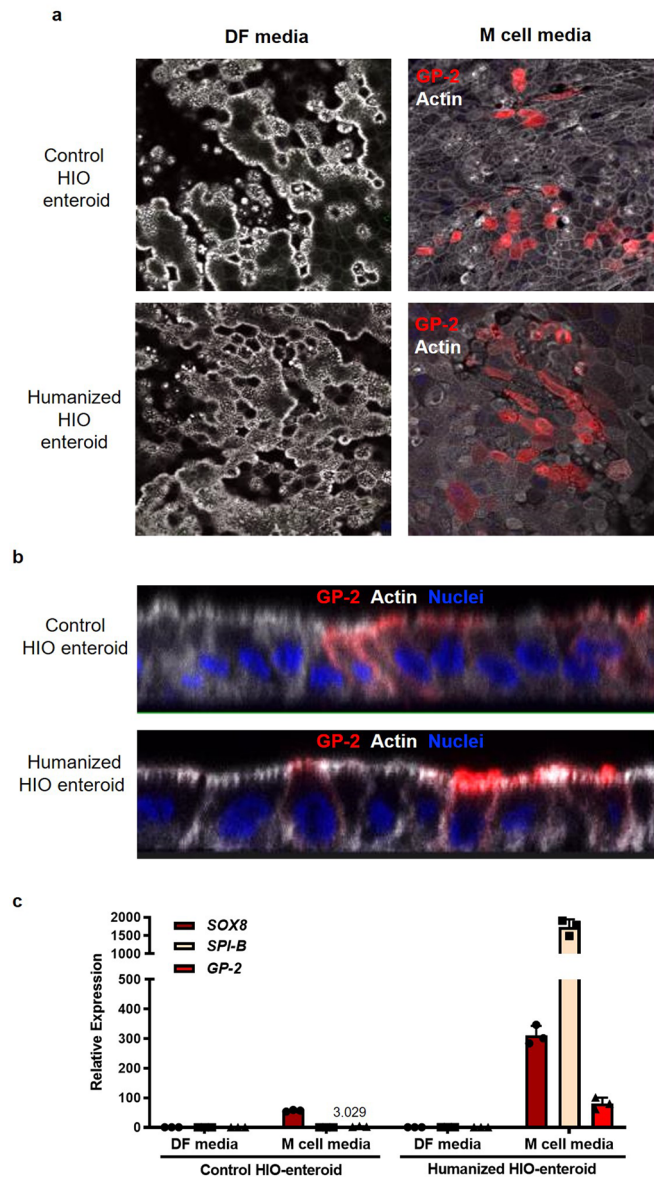 a
DF media
M cell media
Control
HIO
enteroid
GP-2
Actin
Humanized
HIO
enteroid
GP-2
Actin
b
GP-2 Actin Nuclei
Control
HIO enteroid
GP-2 Actin Nuclei
Humanized
HIO enteroid
c
Relative Expression
2000
1500
1000
500
400
300
200
100
0
SOX8
SPI-B
GP-2
3.029
DF media
M cell media
DF media
M cell media
Control HIO-enteroid
Humanized HIO-enteroid